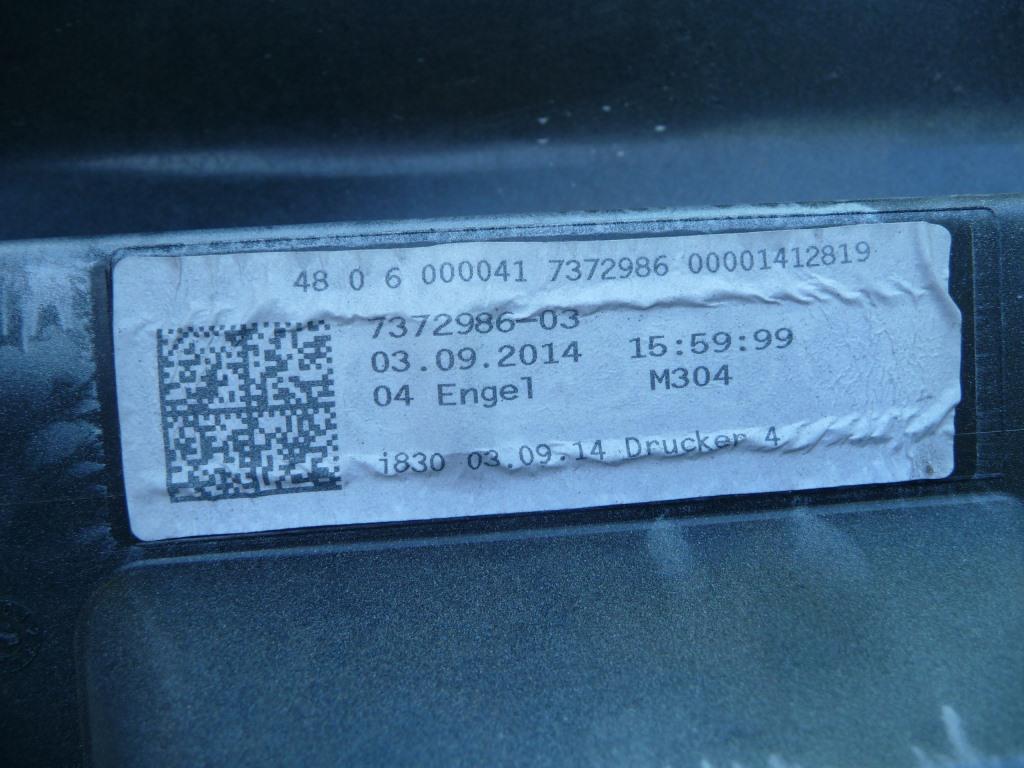 48 0 6 000041 7372986 00001412819
7372986-03
03.09.2014 15:59:99
04 Engel M304
i830 03.09.14 Drucker 4